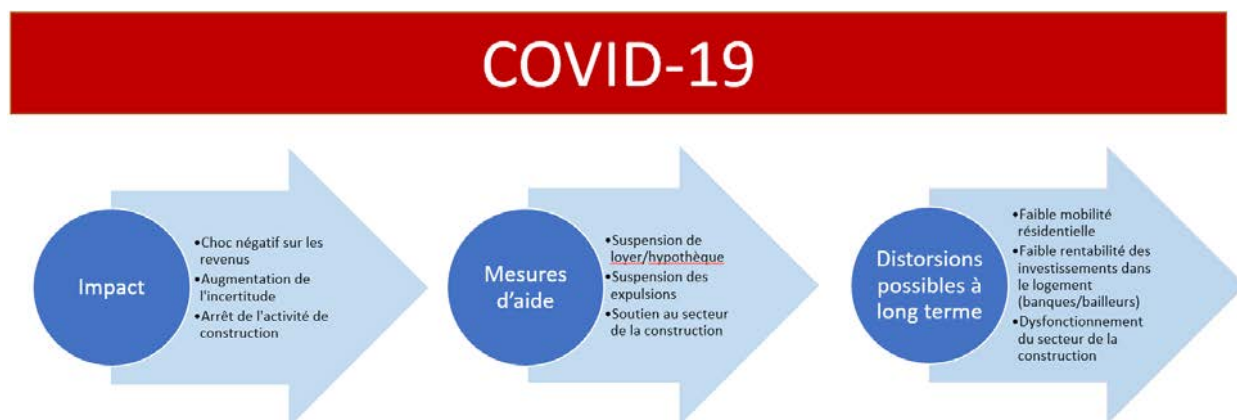 COVID-19
Impact
•Choc négatif sur les
revenus
•Augmentation de
l'incertitude
•Arrêt de l'activité de
construction
Mesures
d'aide
•Suspension de
loyer/hypothèque
•Suspension des
expulsions
•Soutien au secteur
de la construction
Distorsions
possibles à
long terme
•Faible mobilité
résidentielle
•Faible rentabilité des
investissements dans
le logement
(banques/bailleurs)
•Dysfonctionnement
du secteur de la
construction